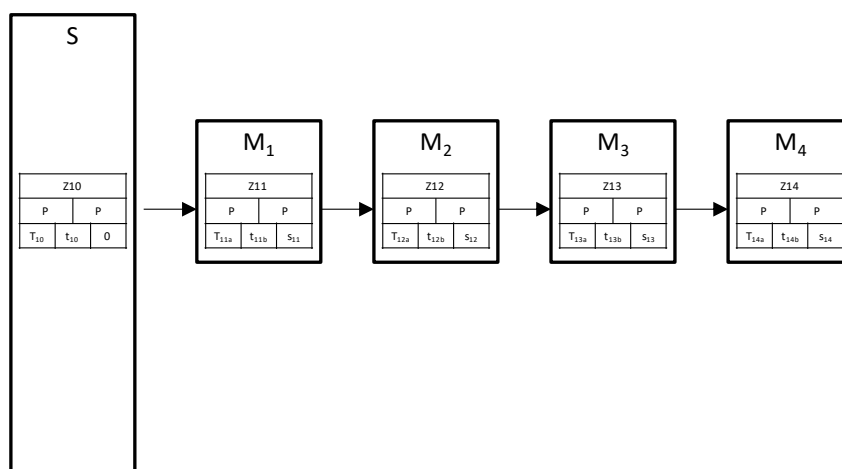 S
Z10
P P
T₁₀ t₁₀ 0
M₁
Z11
P P
T₁₁ₐ t₁₁b s₁₁
M₂
Z12
P P
T₁₂ₐ t₁₂b s₁₂
M₃
Z13
P P
T₁₃ₐ t₁₃b s₁₃
M₄
Z14
P P
T₁₄ₐ t₁₄b s₁₄